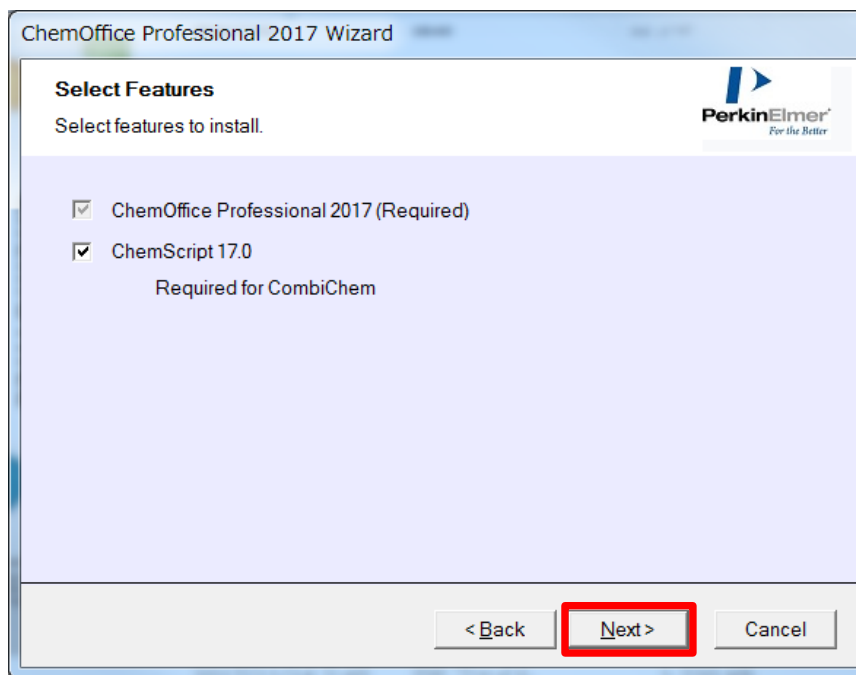 ChemOffice Professional 2017 Wizard
Select Features
Select features to install.
PerkinElmer
For the Better
ChemOffice Professional 2017 (Required)
ChemScript 17.0
Required for CombiChem
< Back
Next >
Cancel